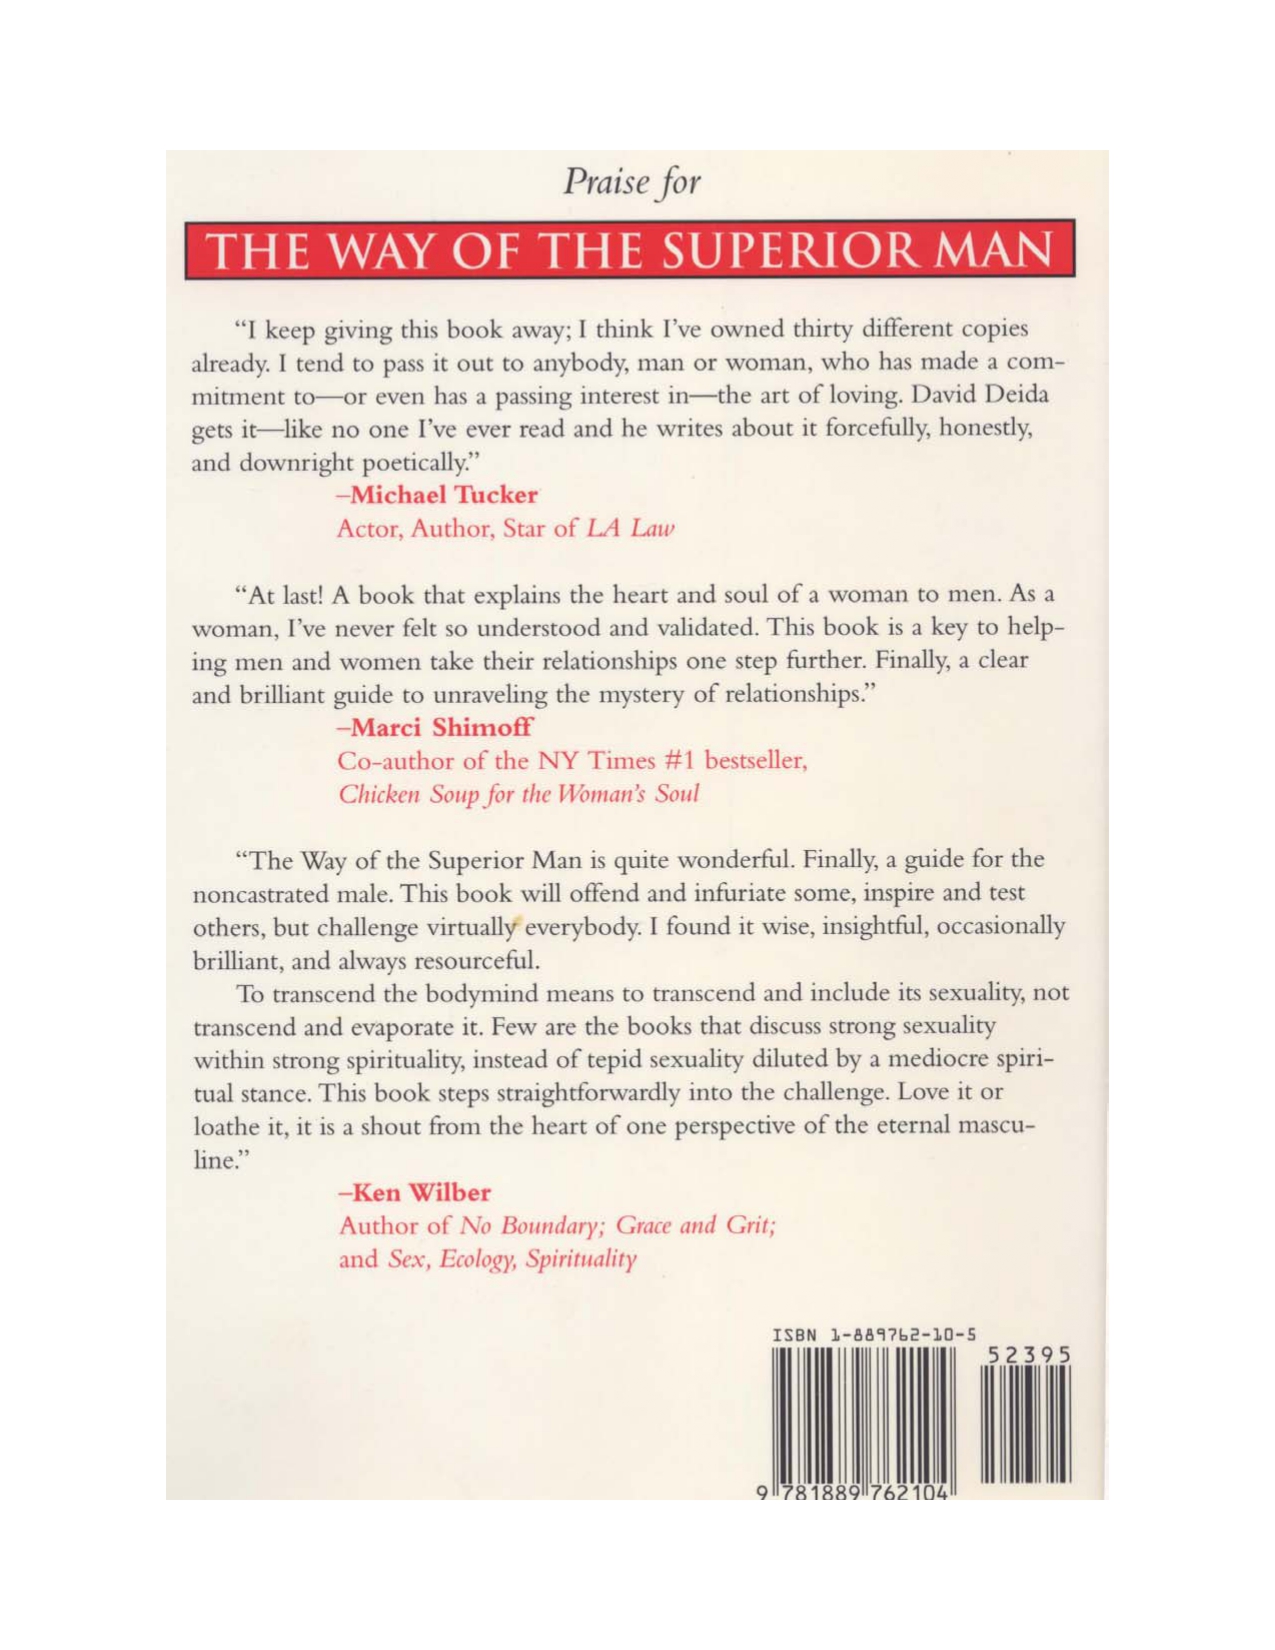 Praise for
THE WAY OF THE SUPERIOR MAN
“I keep giving this book away; I think I’ve owned thirty different copies
already. I tend to pass it out to anybody, man or woman, who has made a com-
mitment to—or even has a passing interest in—the art of loving. David Deida
gets it—like no one I’ve ever read and he writes about it forcefully, honestly,
and downright poetically.”
–Michael Tucker
Actor, Author, Star of LA Law
“At last! A book that explains the heart and soul of a woman to men. As a
woman, I’ve never felt so understood and validated. This book is a key to help-
ing men and women take their relationships one step further. Finally, a clear
and brilliant guide to unraveling the mystery of relationships.”
–Marci Shimoff
Co-author of the NY Times #1 bestseller,
Chicken Soup for the Woman’s Soul
“The Way of the Superior Man is quite wonderful. Finally, a guide for the
noncastrated male. This book will offend and infuriate some, inspire and test
others, but challenge virtually everybody. I found it wise, insightful, occasionally
brilliant, and always resourceful.
To transcend the bodymind means to transcend and include its sexuality, not
transcend and evaporate it. Few are the books that discuss strong sexuality
within strong spirituality, instead of tepid sexuality diluted by a mediocre spiri-
tual stance. This book steps straightforwardly into the challenge. Love it or
loathe it, it is a shout from the heart of one perspective of the eternal mascu-
line.”
–Ken Wilber
Author of No Boundary; Grace and Grit;
and Sex, Ecology, Spirituality
ISBN 1-889762-10-5
52395
9 781889 762104